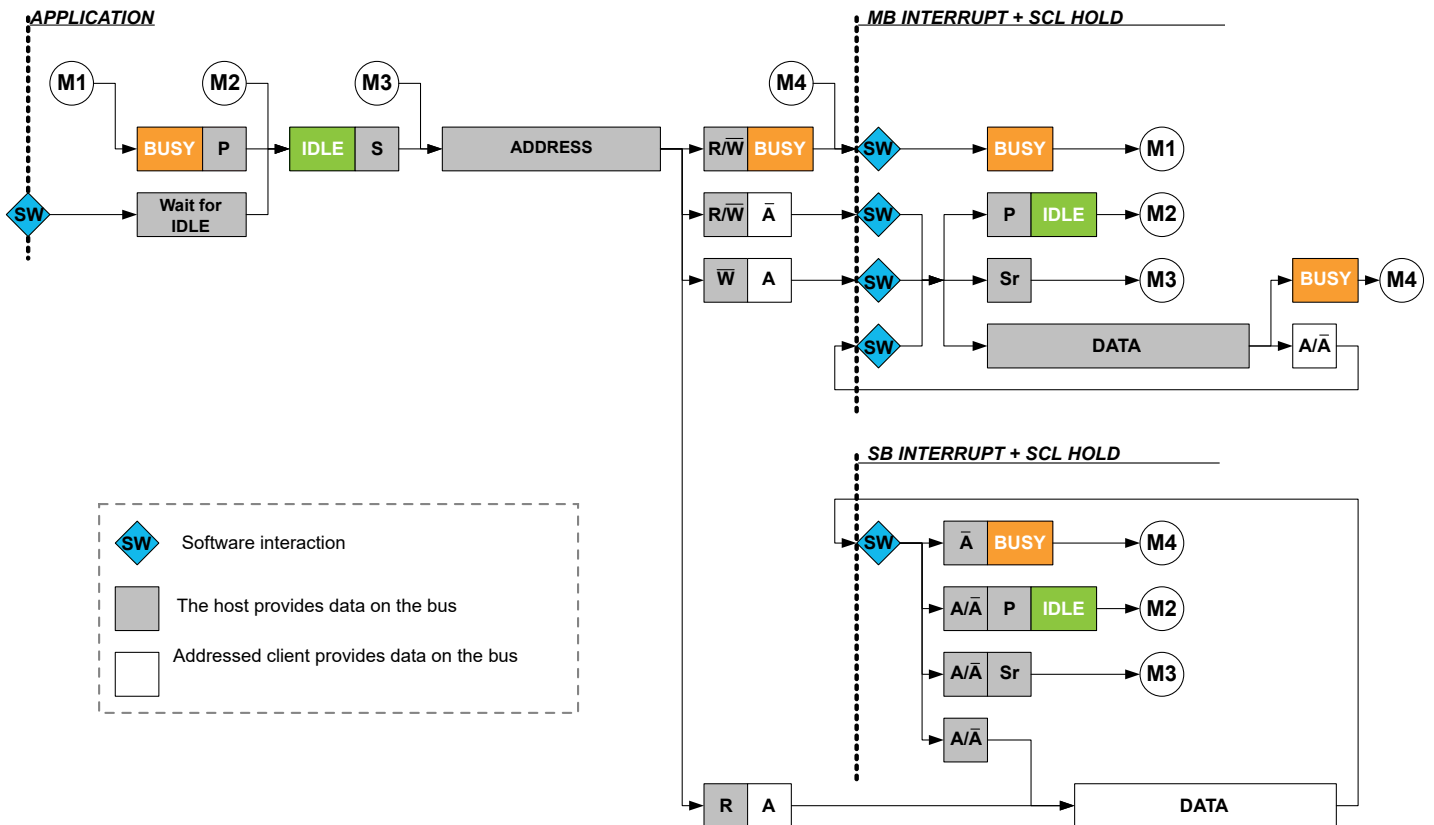 APPLICATION
MB INTERRUPT + SCL HOLD
M1
M2
M3
M4
BUSY P
IDLE S
ADDRESS
R/W̅ BUSY
SW
BUSY
M1
SW
Wait for
IDLE
R/W̅ A̅
SW
P IDLE
M2
W̅ A
SW
Sr
M3
BUSY
M4
SW
DATA
A/A̅
SB INTERRUPT + SCL HOLD
SW
A̅ BUSY
M4
A/A̅ P IDLE
M2
A/A̅ Sr
M3
A/A̅
R A
DATA
SW Software interaction
The host provides data on the bus
Addressed client provides data on the bus